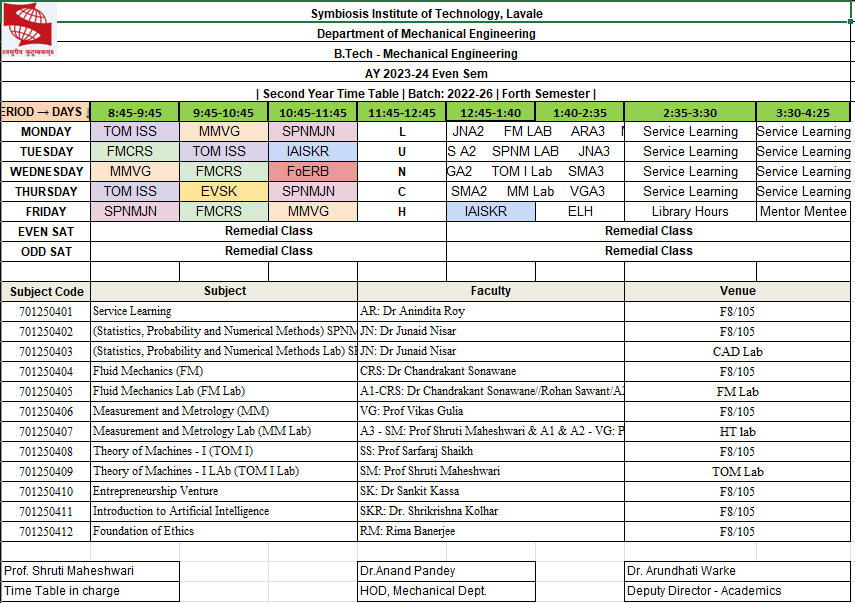 Symbiosis Institute of Technology, Lavale
Department of Mechanical Engineering
B.Tech - Mechanical Engineering
AY 2023-24 Even Sem
| Second Year Time Table | Batch: 2022-26 | Forth Semester |
॥वसुधैव कुटुम्बकम्॥
ERIOD → DAYS ↓ 8:45-9:45 9:45-10:45 10:45-11:45 11:45-12:45 12:45-1:40 1:40-2:35 2:35-3:30 3:30-4:25
MONDAY TOM ISS MMVG SPNMJN L JNA2 FM LAB ARA3 Service Learning Service Learning
TUESDAY FMCRS TOM ISS IAISKR U S A2 SPNM LAB JNA3 Service Learning Service Learning
WEDNESDAY MMVG FMCRS FoERB N GA2 TOM I Lab SMA3 Service Learning Service Learning
THURSDAY TOM ISS EVSK SPNMJN C SMA2 MM Lab VGA3 Service Learning Service Learning
FRIDAY SPNMJN FMCRS MMVG H IAISKR ELH Library Hours Mentor Mentee
EVEN SAT Remedial Class Remedial Class
ODD SAT Remedial Class Remedial Class
Subject Code Subject Faculty Venue
701250401 Service Learning AR: Dr Anindita Roy F8/105
701250402 (Statistics, Probability and Numerical Methods) SPNM JN: Dr Junaid Nisar F8/105
701250403 (Statistics, Probability and Numerical Methods Lab) SP JN: Dr Junaid Nisar CAD Lab
701250404 Fluid Mechanics (FM) CRS: Dr Chandrakant Sonawane F8/105
701250405 Fluid Mechanics Lab (FM Lab) A1-CRS: Dr Chandrakant Sonawane//Rohan Sawant/A2 FM Lab
701250406 Measurement and Metrology (MM) VG: Prof Vikas Gulia F8/105
701250407 Measurement and Metrology Lab (MM Lab) A3 - SM: Prof Shruti Maheshwari & A1 & A2 - VG: P HT lab
701250408 Theory of Machines - I (TOM I) SS: Prof Sarfaraj Shaikh F8/105
701250409 Theory of Machines - I LAb (TOM I Lab) SM: Prof Shruti Maheshwari TOM Lab
701250410 Entrepreneurship Venture SK: Dr Sankit Kassa F8/105
701250411 Introduction to Artificial Intelligence SKR: Dr. Shrikrishna Kolhar F8/105
701250412 Foundation of Ethics RM: Rima Banerjee F8/105
Prof. Shruti Maheshwari Dr.Anand Pandey Dr. Arundhati Warke
Time Table in charge HOD, Mechanical Dept. Deputy Director - Academics